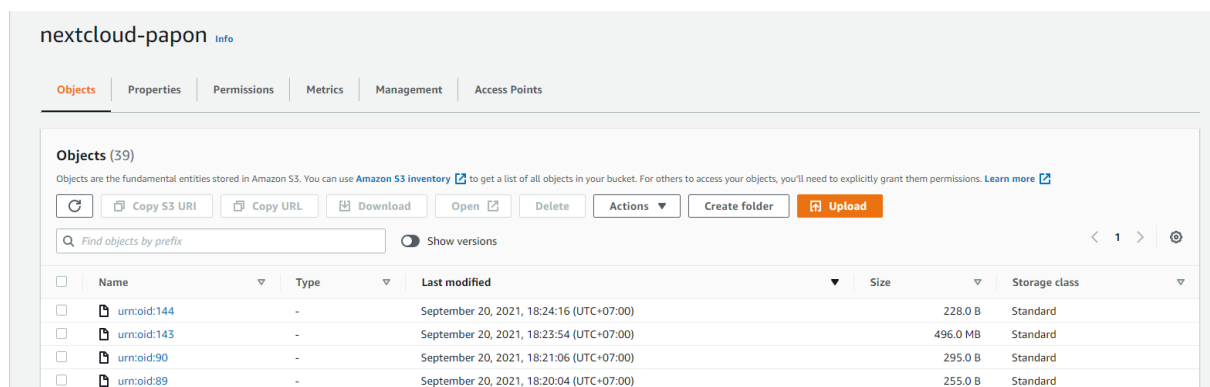 nextcloud-papon Info
Objects Properties Permissions Metrics Management Access Points
Objects (39)
Objects are the fundamental entities stored in Amazon S3. You can use Amazon S3 inventory to get a list of all objects in your bucket. For others to access your objects, you'll need to explicitly grant them permissions. Learn more
Copy S3 URI Copy URL Download Open Delete Actions Create folder Upload
Find objects by prefix Show versions 1
Name Type Last modified Size Storage class
urn:oid:144 - September 20, 2021, 18:24:16 (UTC+07:00) 228.0 B Standard
urn:oid:143 - September 20, 2021, 18:23:54 (UTC+07:00) 496.0 MB Standard
urn:oid:90 - September 20, 2021, 18:21:06 (UTC+07:00) 295.0 B Standard
urn:oid:89 - September 20, 2021, 18:20:04 (UTC+07:00) 255.0 B Standard